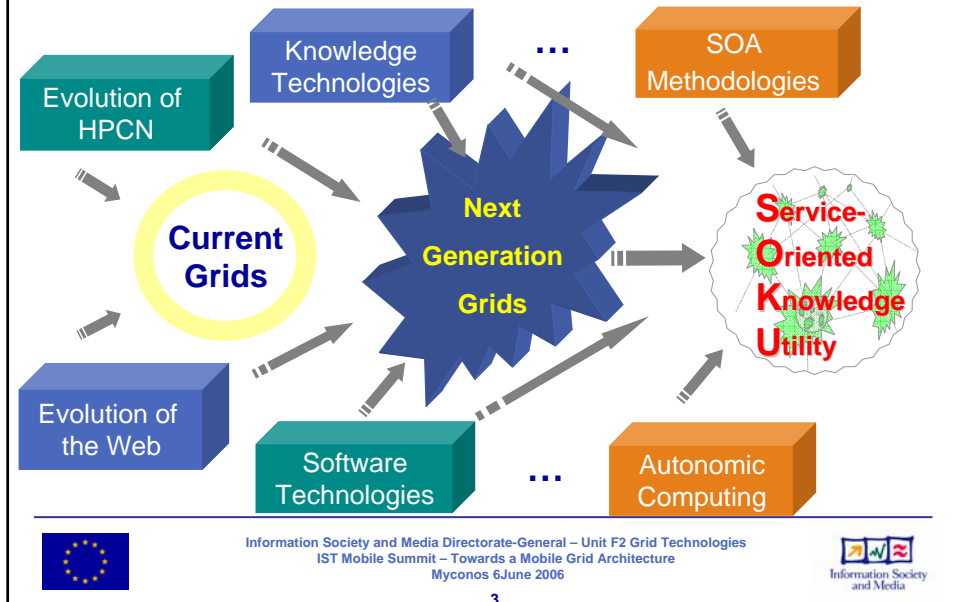 Knowledge
Technologies
...
SOA
Methodologies
Evolution of
HPCN
Current
Grids
Next
Generation
Grids
Service-
Oriented
Knowledge
Utility
Evolution of
the Web
Software
Technologies
...
Autonomic
Computing
Information Society and Media Directorate-General – Unit F2 Grid Technologies
IST Mobile Summit – Towards a Mobile Grid Architecture
Myconos 6June 2006
Information Society
and Media
3